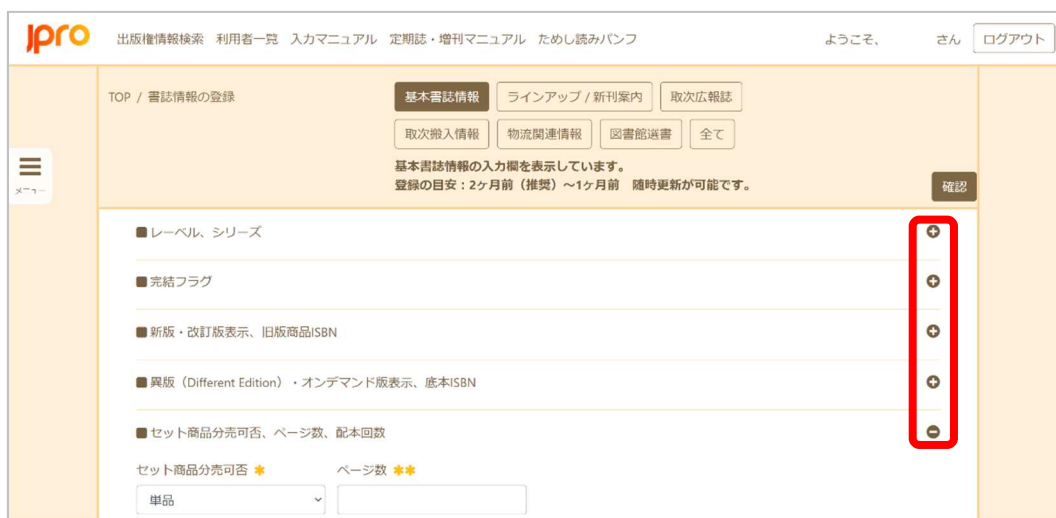 jpro 出版権情報検索 利用者一覧 入力マニュアル 定期誌・増刊マニュアル ためし読みパンフ ようこそ、 さん ログアウト
TOP / 書誌情報の登録 基本書誌情報 ラインアップ / 新刊案内 取次広報誌
取次搬入情報 物流関連情報 図書館選書 全て
メニュー
基本書誌情報の入力欄を表示しています。
登録の目安：2ヶ月前（推奨）～1ヶ月前 随時更新が可能です。
確認
■レーベル、シリーズ
■完結フラグ
■新版・改訂版表示、旧版商品ISBN
■異版（Different Edition）・オンデマンド版表示、底本ISBN
■セット商品分売可否、ページ数、配本回数
セット商品分売可否 * ページ数 **
単品